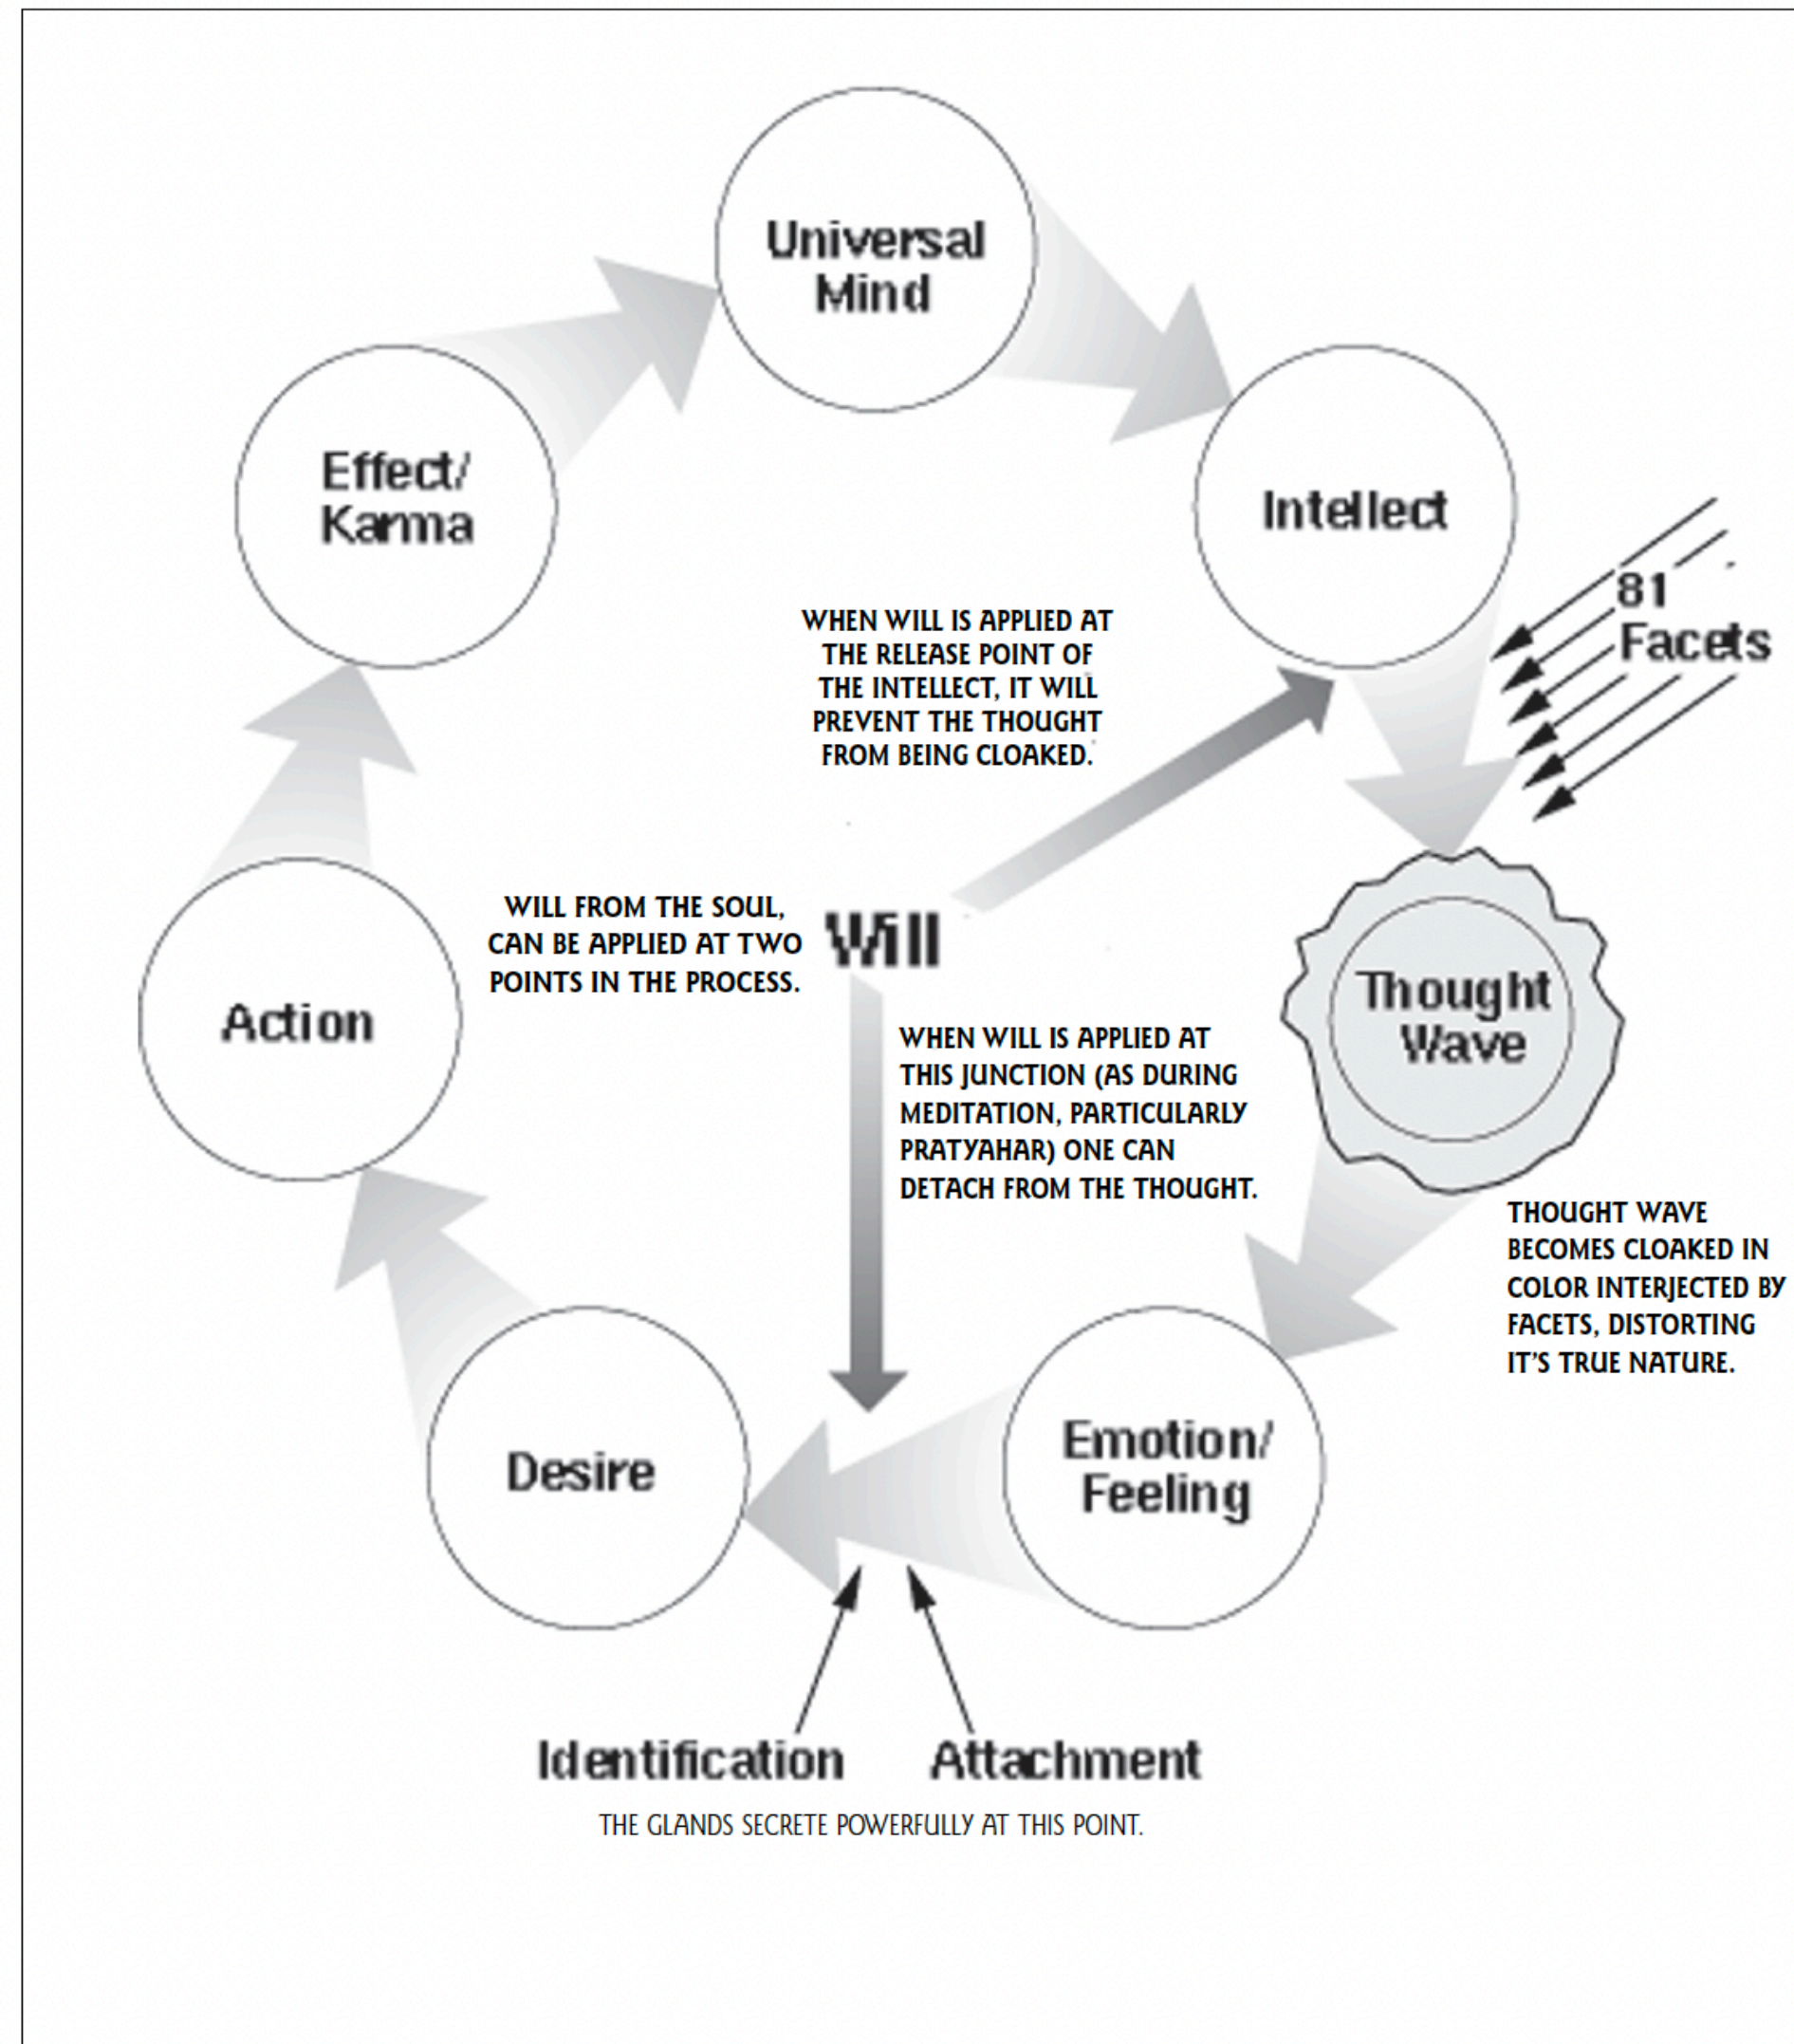 Universal
Mind
Effect/
Karma
Intellect
81
Facets
WHEN WILL IS APPLIED AT
THE RELEASE POINT OF
THE INTELLECT, IT WILL
PREVENT THE THOUGHT
FROM BEING CLOAKED.
WILL FROM THE SOUL,
CAN BE APPLIED AT TWO
POINTS IN THE PROCESS.
Will
Action
Thought
Wave
WHEN WILL IS APPLIED AT
THIS JUNCTION (AS DURING
MEDITATION, PARTICULARLY
PRATYAHAR) ONE CAN
DETACH FROM THE THOUGHT.
THOUGHT WAVE
BECOMES CLOAKED IN
COLOR INTERJECTED BY
FACETS, DISTORTING
IT'S TRUE NATURE.
Desire
Emotion/
Feeling
Identification
Attachment
THE GLANDS SECRETE POWERFULLY AT THIS POINT.